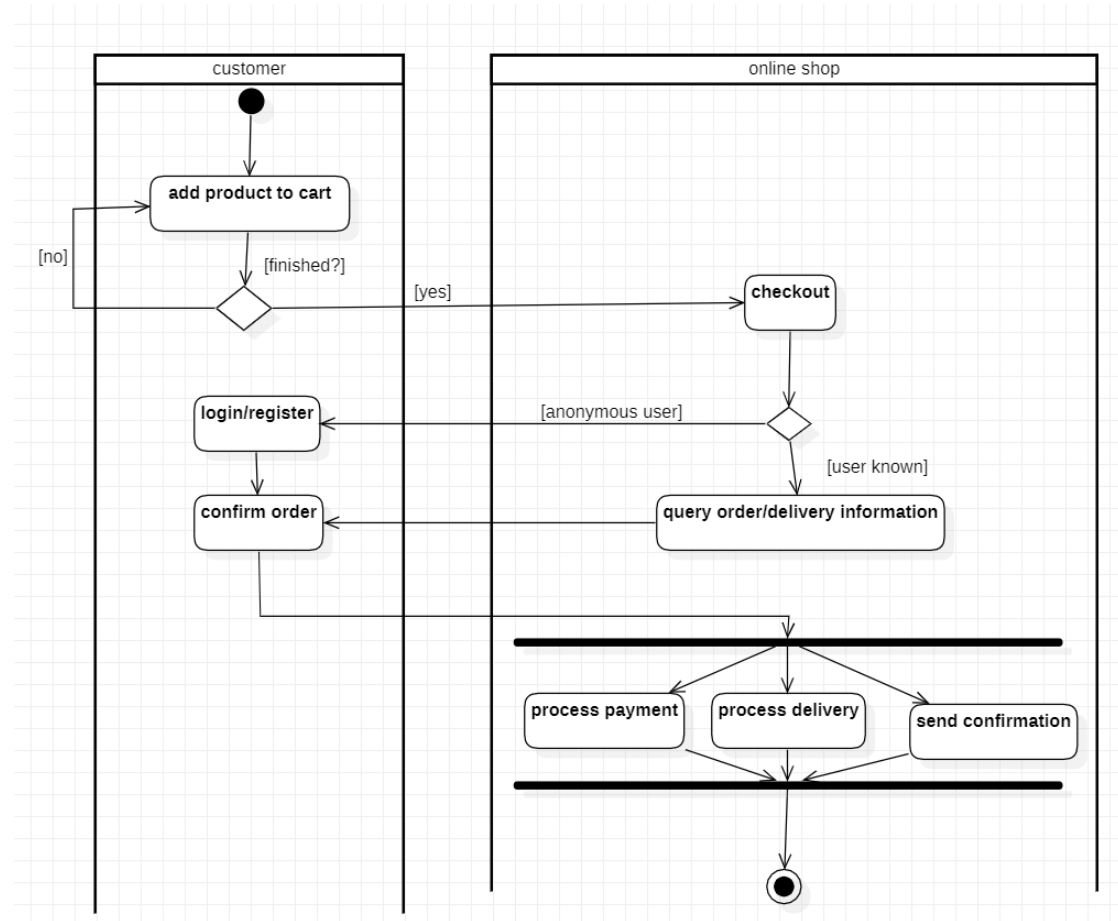 customer
online shop
add product to cart
[no]
[finished?]
[yes]
checkout
login/register
[anonymous user]
[user known]
confirm order
query order/delivery information
process payment
process delivery
send confirmation